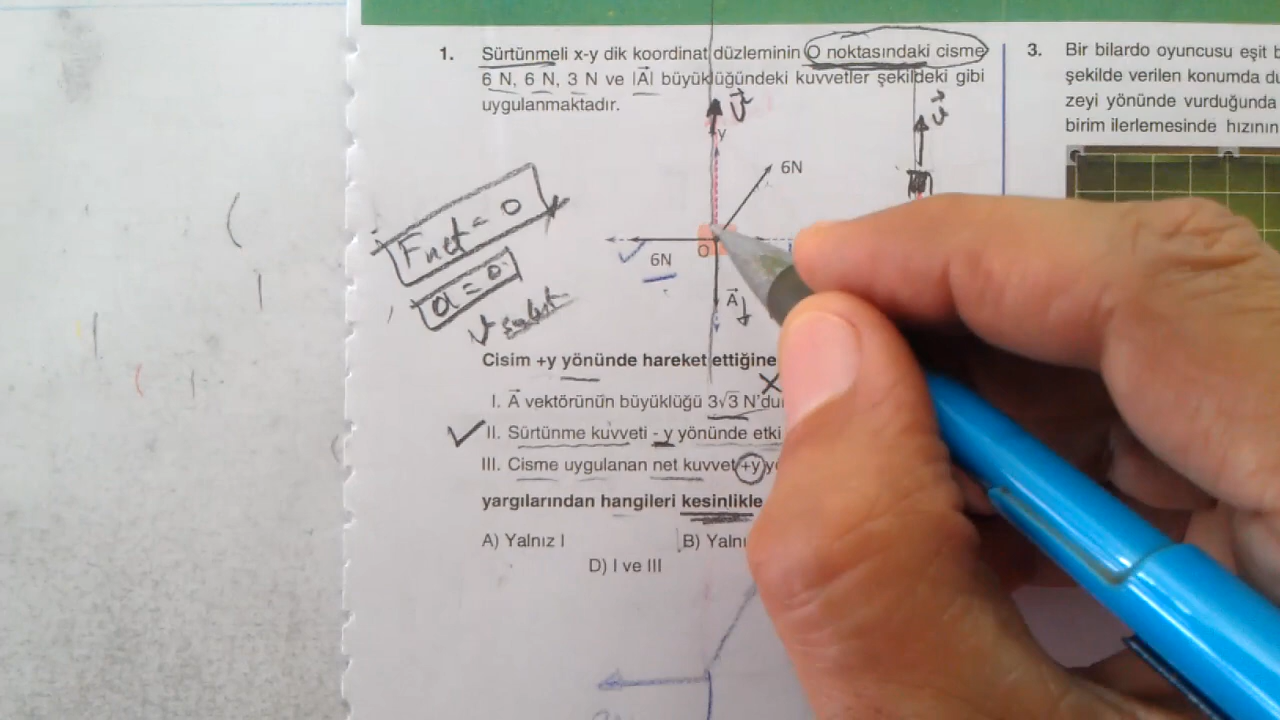 1. Sürtünmeli x-y dik koordinat düzleminin O noktasındaki cisme
6 N, 6 N, 3 N ve |A| büyüklüğündeki kuvvetler şekildeki gibi
uygulanmaktadır.
v
y
6N
O
6N
A
v
Fnet = 0
a = 0
Cisim +y yönünde hareket ettiğine
I. A vektörünün büyüklüğü 3√3 N'du
II. Sürtünme kuvveti - y yönünde etki
III. Cisme uygulanan net kuvvet +y
yargılarından hangileri kesinlikle
A) Yalnız I
B) Yalnı
D) I ve III
3. Bir bilardo oyuncusu eşit
şekilde verilen konumda du
zeyi yönünde vurduğunda
birim ilerlemesinde hızının